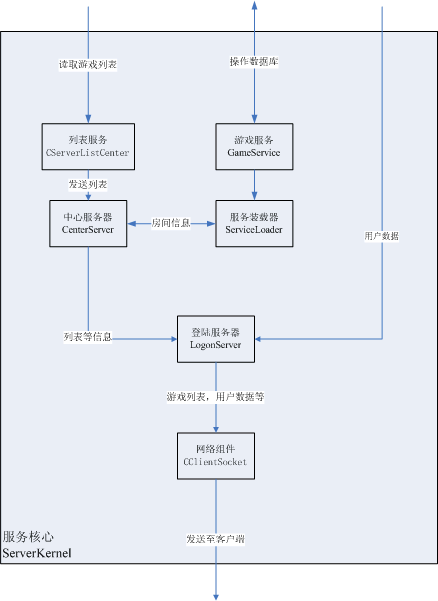 读取游戏列表
操作数据库
列表服务
CServerListCenter
游戏服务
GameService
发送列表
中心服务器
CenterServer
房间信息
服务装载器
ServiceLoader
用户数据
列表等信息
登陆服务器
LogonServer
游戏列表，用户数据等
网络组件
CClientSocket
发送至客户端
服务核心
ServerKernel